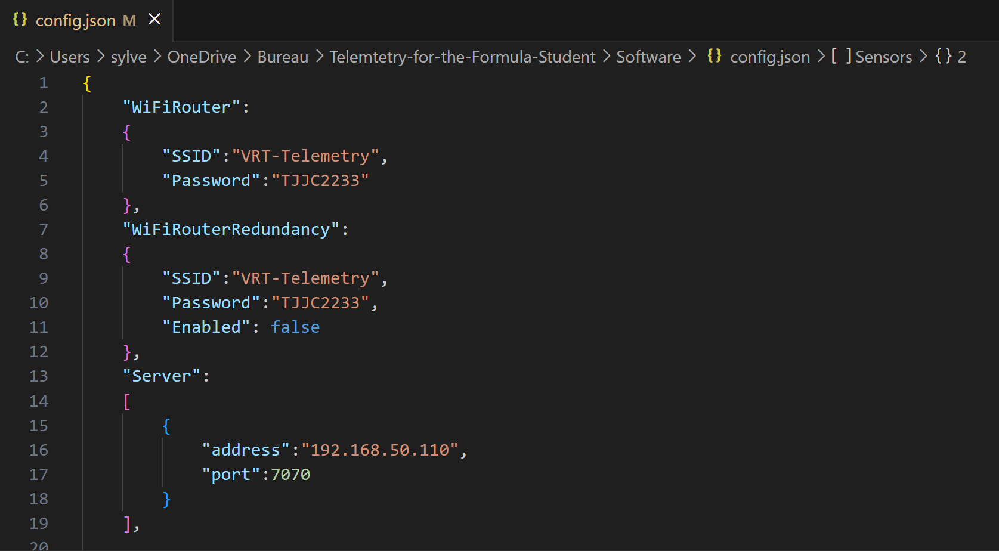 {} config.json M ×
C: > Users > sylve > OneDrive > Bureau > Telemtetry-for-the-Formula-Student > Software > {} config.json > [ ] Sensors > {} 2
1 {
2 "WiFiRouter":
3 {
4 "SSID":"VRT-Telemetry",
5 "Password":"TJJC2233"
6 },
7 "WiFiRouterRedundancy":
8 {
9 "SSID":"VRT-Telemetry",
10 "Password":"TJJC2233",
11 "Enabled": false
12 },
13 "Server":
14 [
15 {
16 "address":"192.168.50.110",
17 "port":7070
18 }
19 ],
20